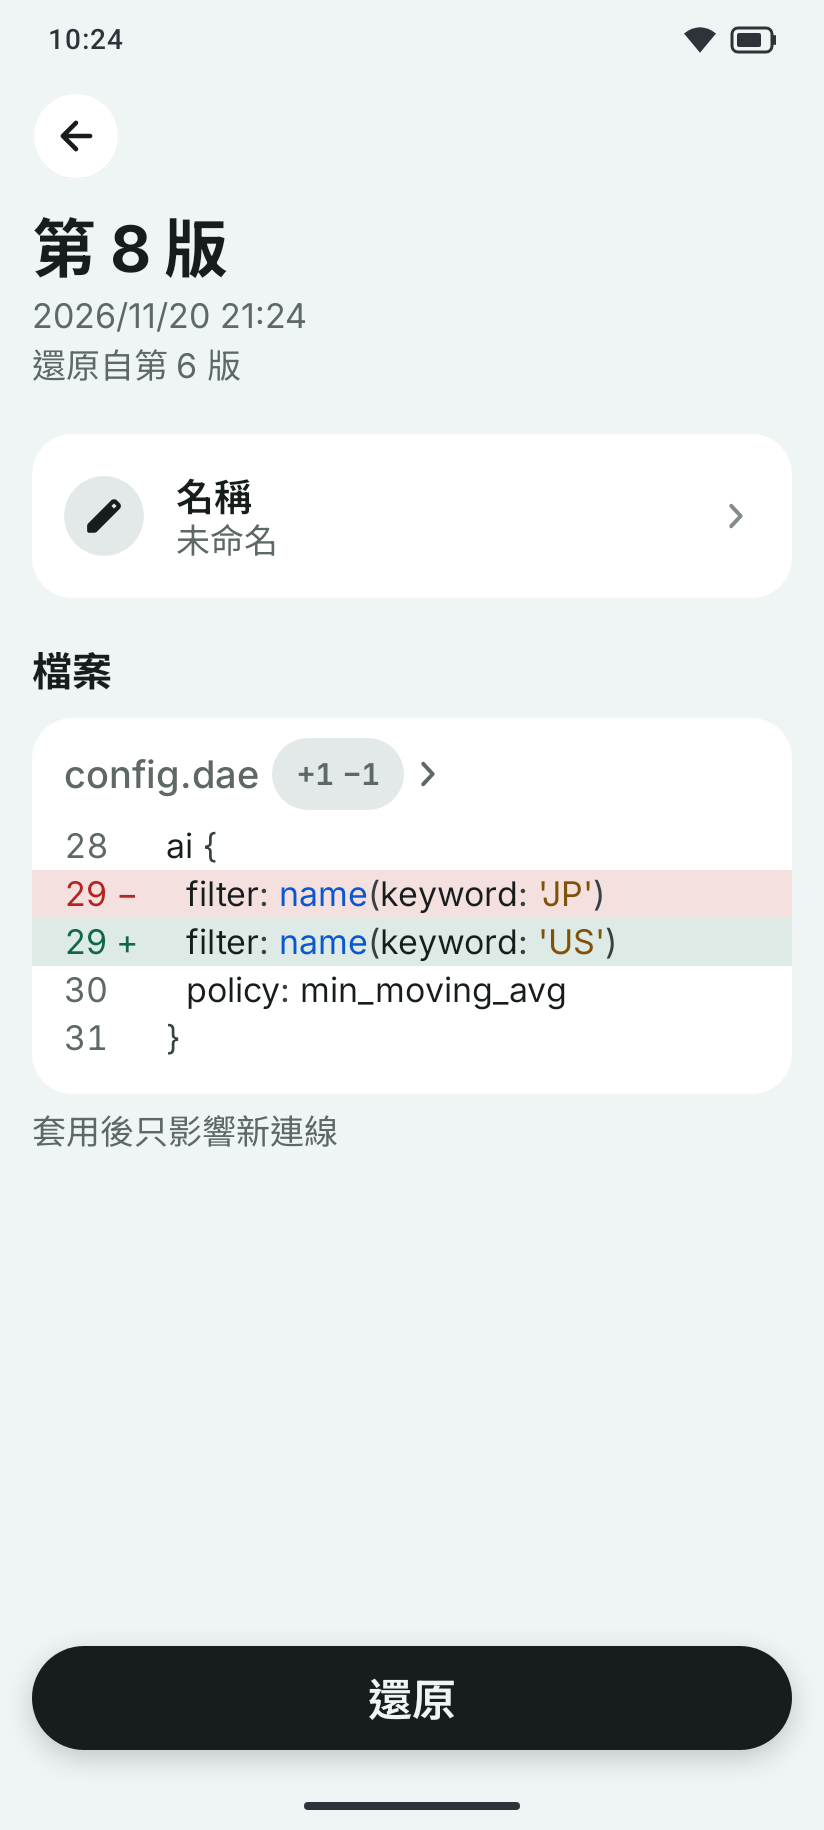 10:24
第 8 版
2026/11/20 21:24
還原自第 6 版
名稱
未命名
檔案
config.dae +1 −1
28 ai {
29 − filter: name(keyword: 'JP')
29 + filter: name(keyword: 'US')
30 policy: min_moving_avg
31 }
套用後只影響新連線
還原